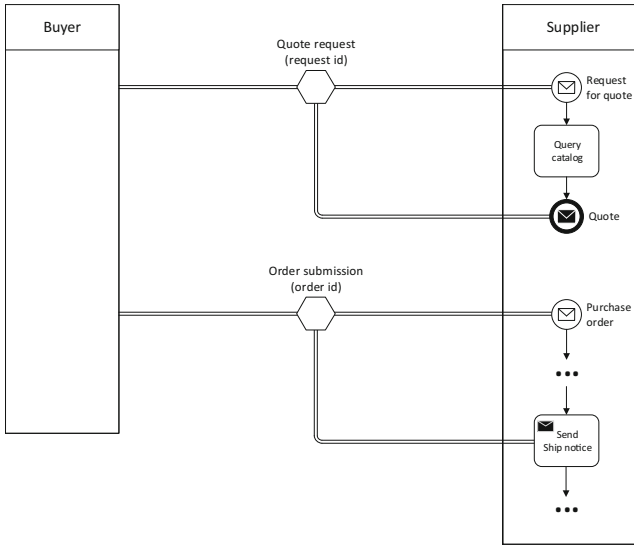 Buyer
Supplier
Quote request
(request id)
Request
for quote
Query
catalog
Quote
Order submission
(order id)
Purchase
order
•••
Send
Ship notice
•••